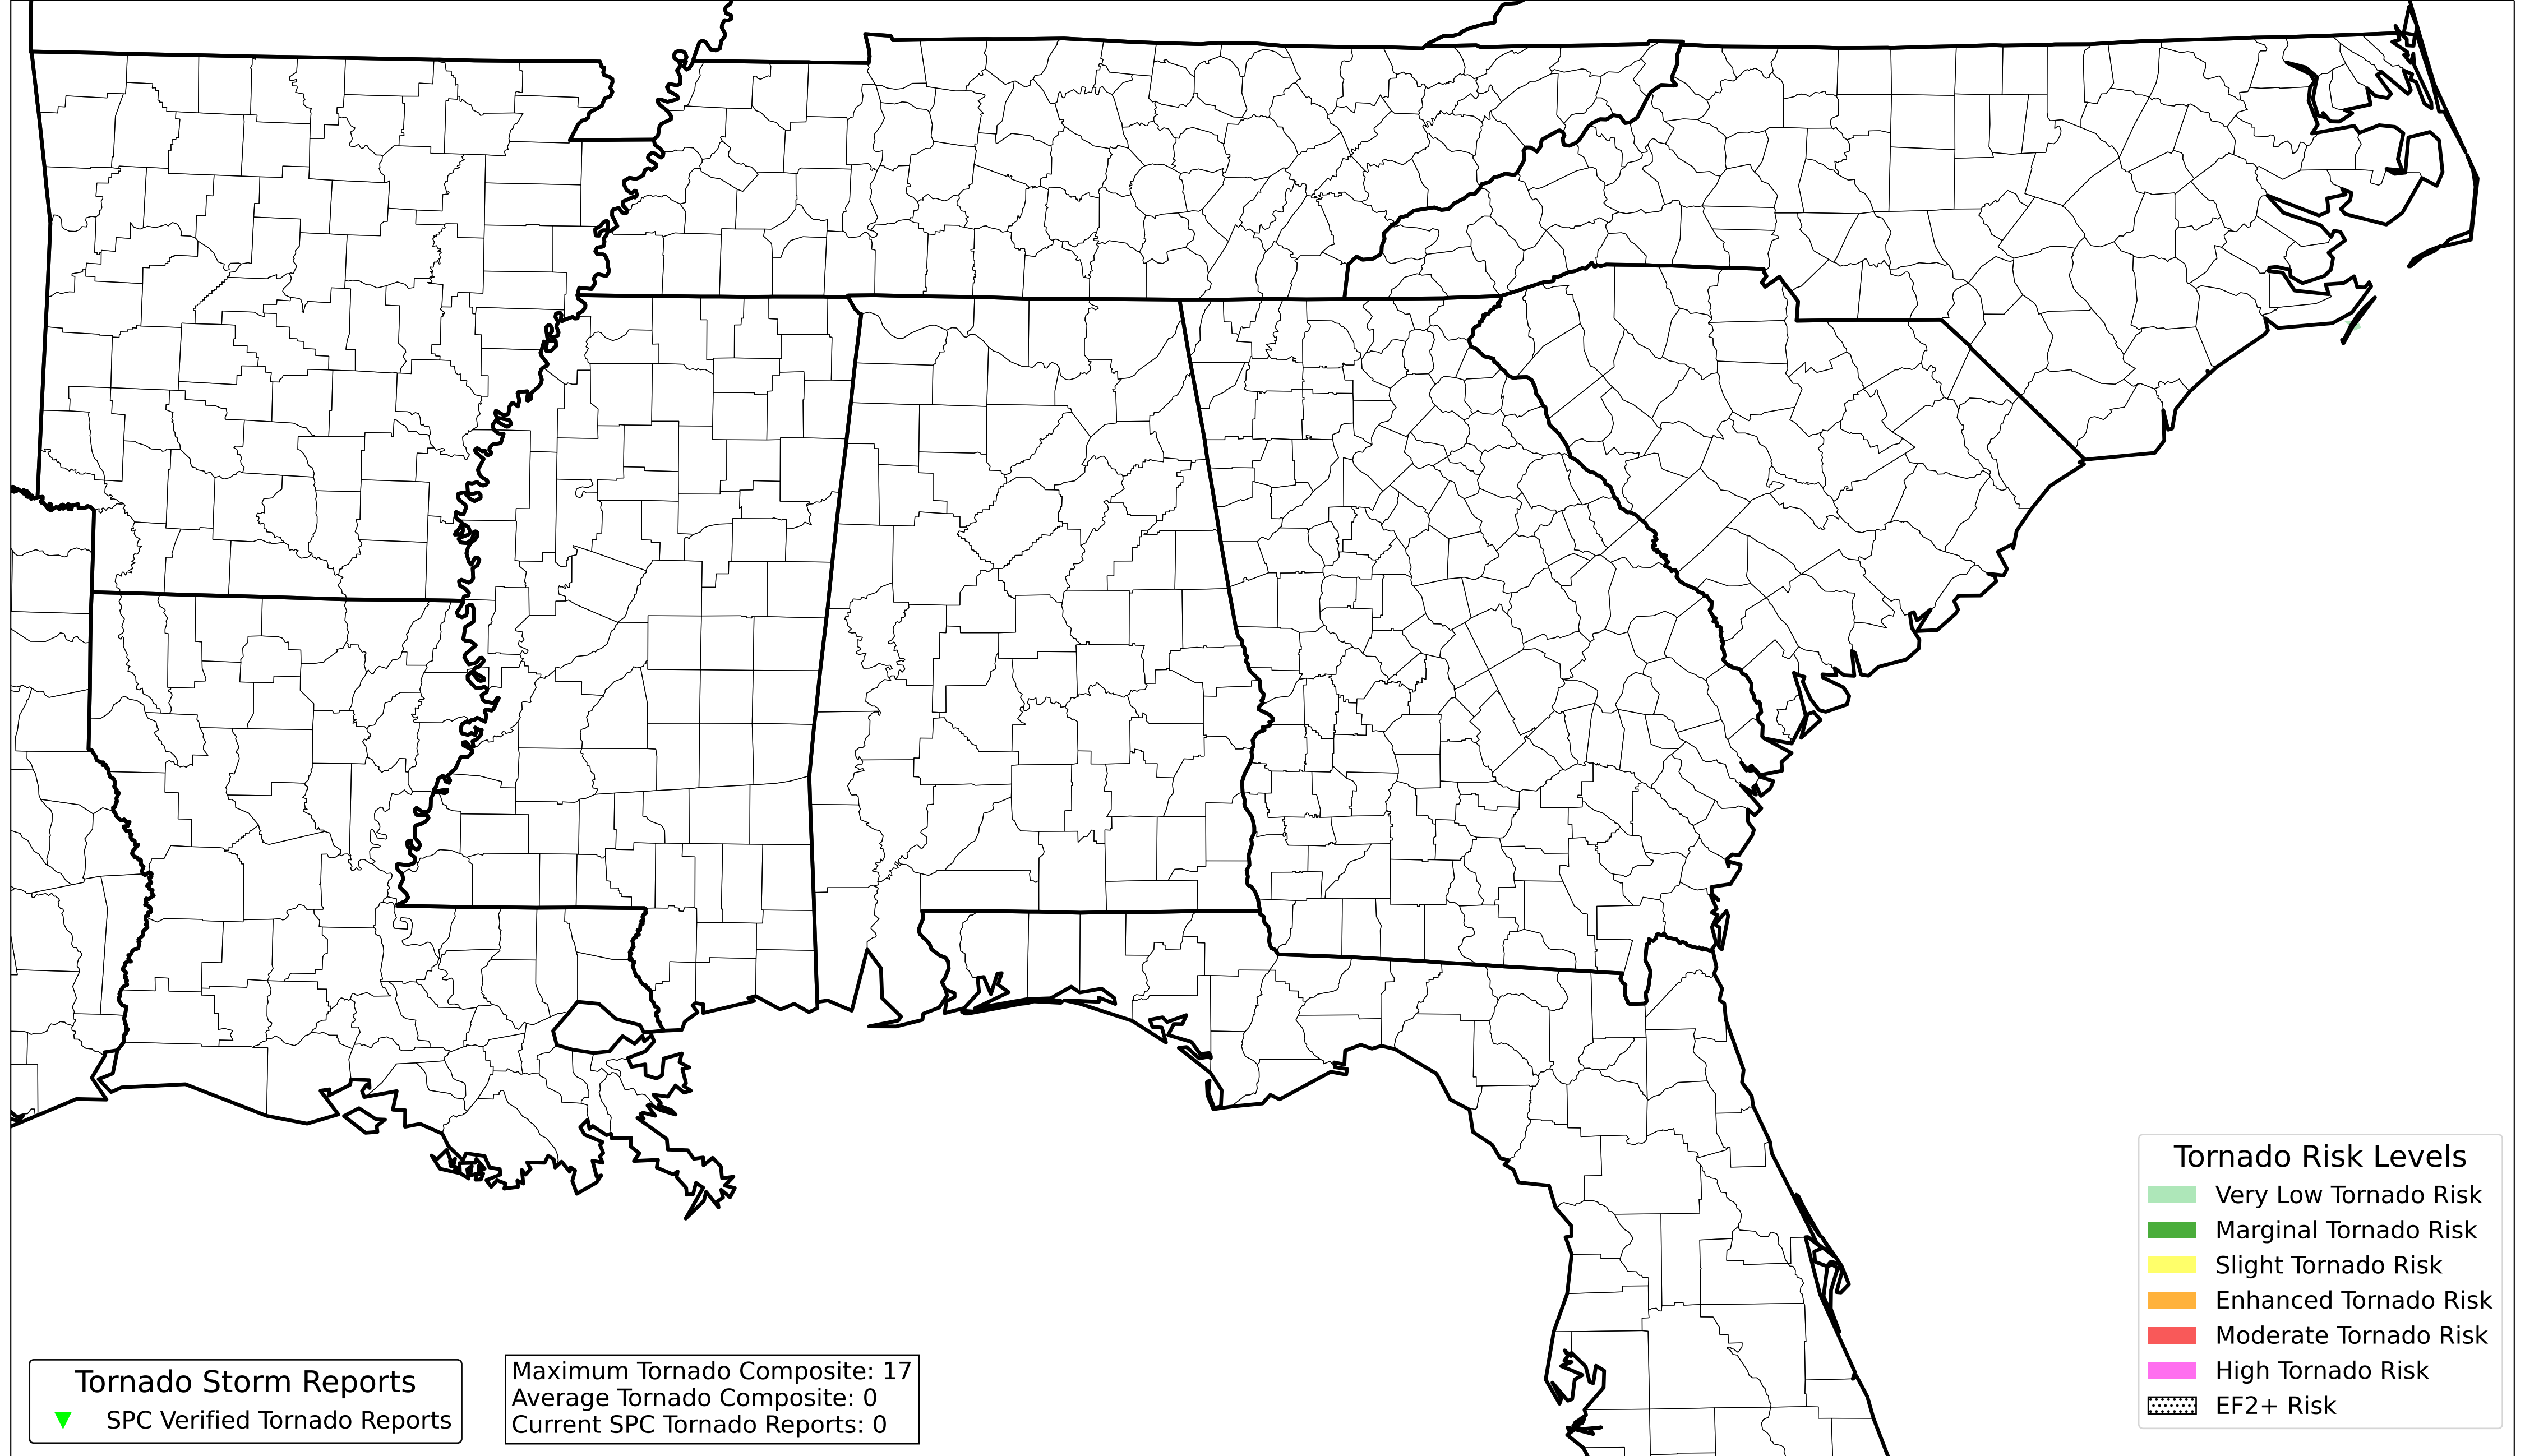 Tornado Storm Reports
SPC Verified Tornado Reports
Maximum Tornado Composite: 17
Average Tornado Composite: 0
Current SPC Tornado Reports: 0
Tornado Risk Levels
Very Low Tornado Risk
Marginal Tornado Risk
Slight Tornado Risk
Enhanced Tornado Risk
Moderate Tornado Risk
High Tornado Risk
EF2+ Risk